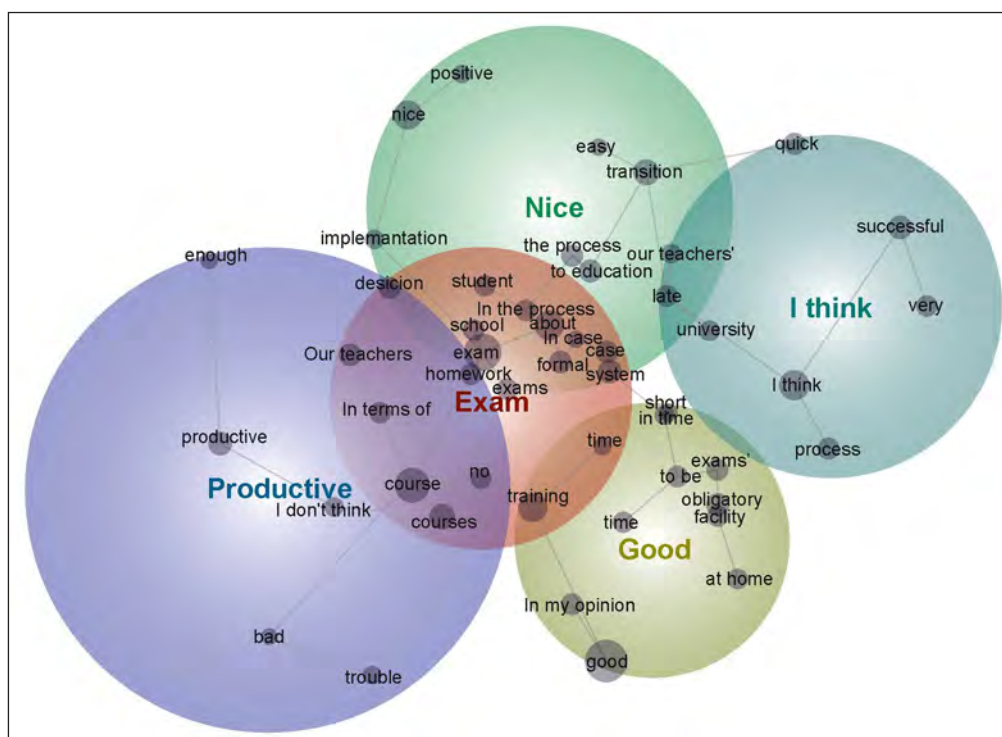 positive
nice
easy
quick
transition
Nice
successful
implemantation
enough
the process
our teachers'
to education
desicion
student
late
very
In the process
I think
school
about
university
In case
Our teachers
exam
case
formal
homework
system
exams
I think
Exam
In terms of
short
in time
productive
time
process
no
to be
exams'
Productive
course
I don't think
training
obligatory
facility
courses
time
Good
at home
In my opinion
bad
good
trouble